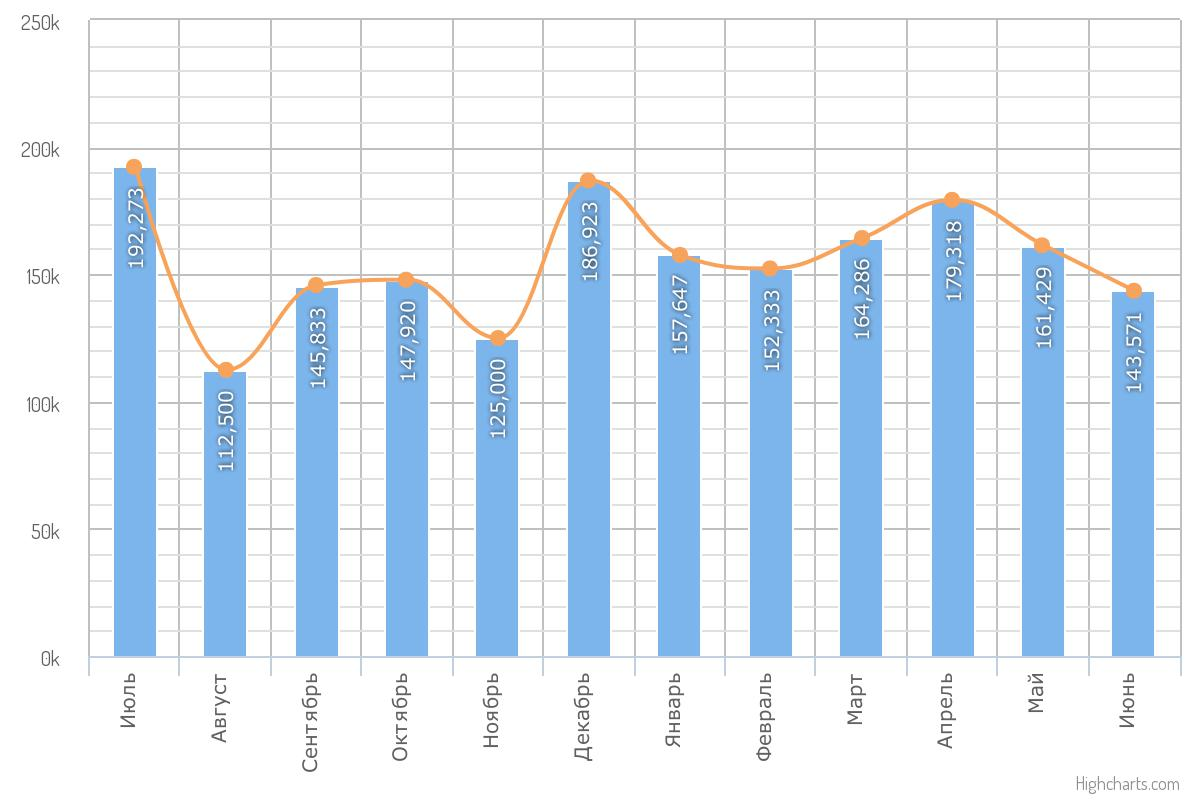 250k
200k
150k
100k
50k
0k
192,273
112,500
145,833
147,920
125,000
186,923
157,647
152,333
164,286
179,318
161,429
143,571
Июль
Август
Сентябрь
Октябрь
Ноябрь
Декабрь
Январь
Февраль
Март
Апрель
Май
Июнь
Highcharts.com